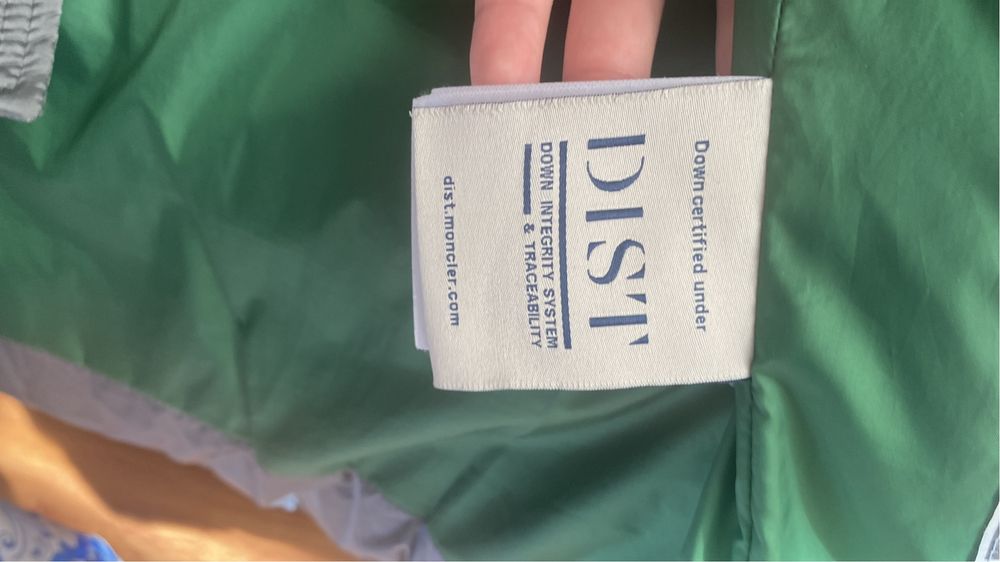 Down certified under
DIST
DOWN INTEGRITY SYSTEM
& TRACEABILITY
dist.moncler.com